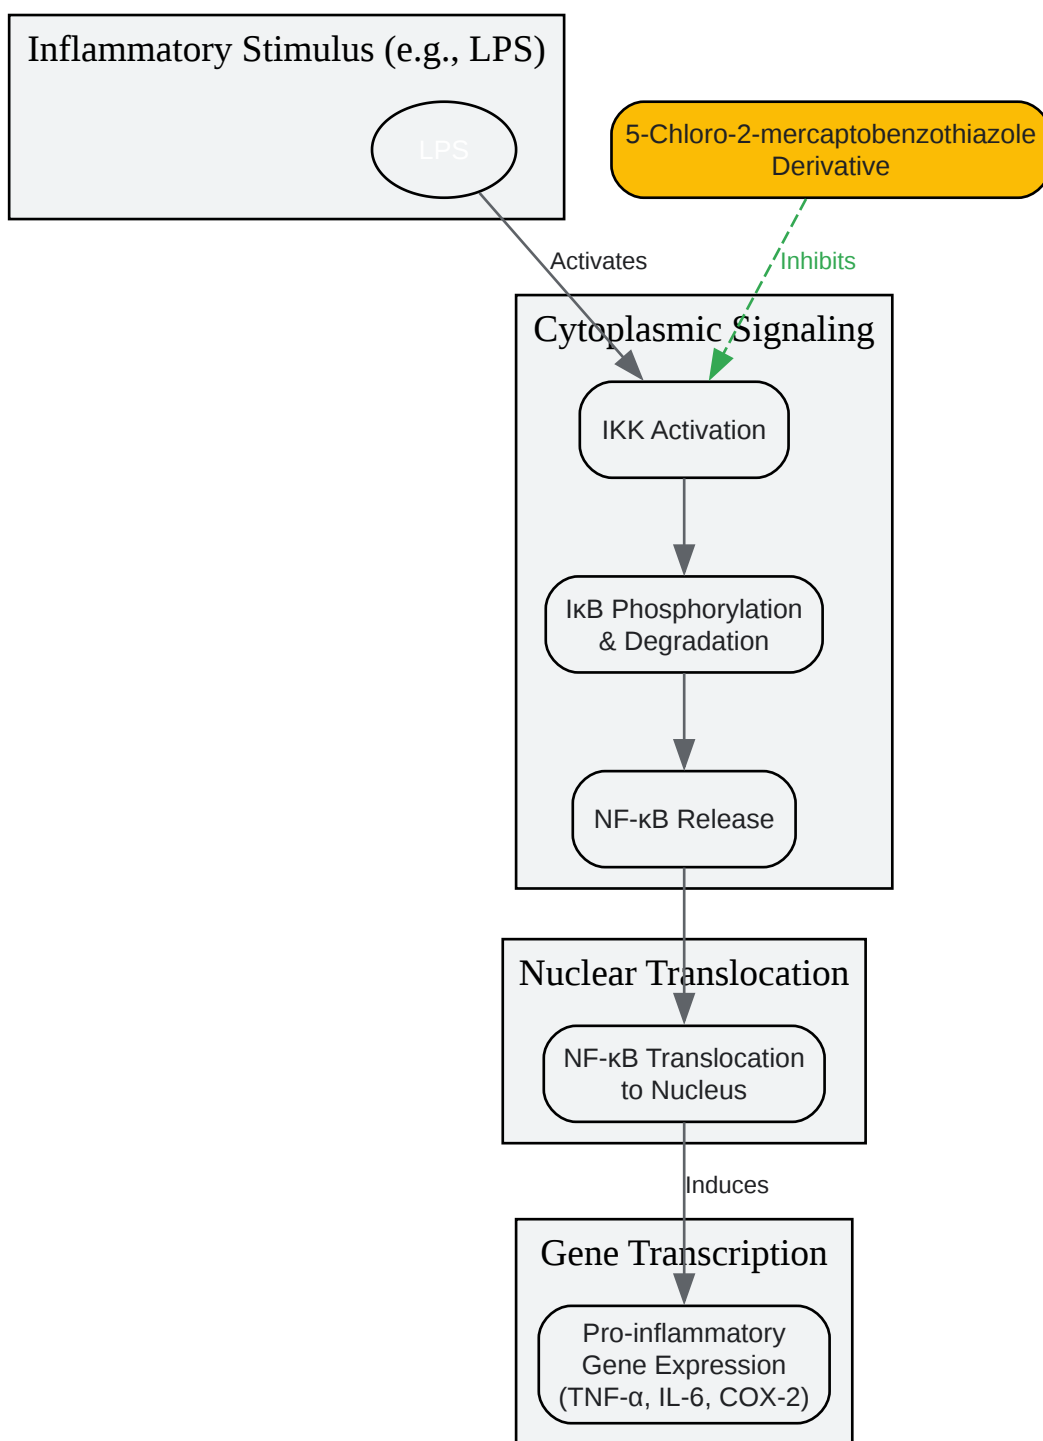 Inflammatory Stimulus (e.g., LPS)
LPS
5-Chloro-2-mercaptobenzothiazole
Derivative
Activates
Inhibits
Cytoplasmic Signaling
IKK Activation
IκB Phosphorylation
& Degradation
NF-κB Release
Nuclear Translocation
NF-κB Translocation
to Nucleus
Induces
Gene Transcription
Pro-inflammatory
Gene Expression
(TNF-α, IL-6, COX-2)